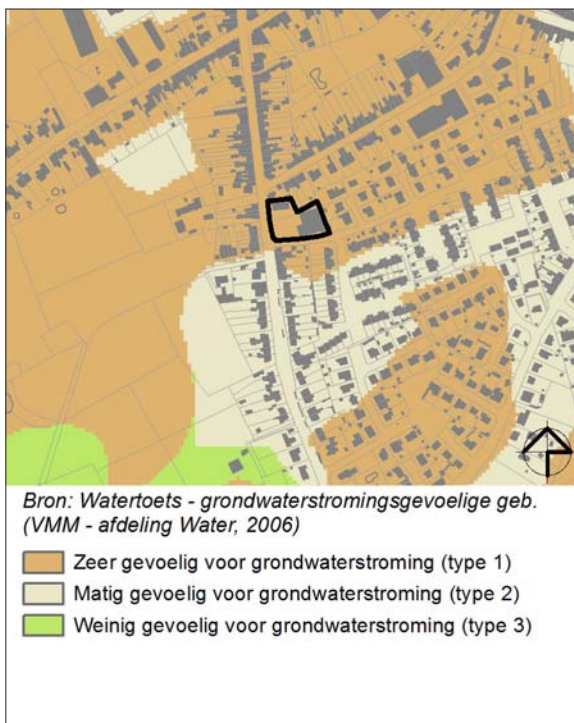 Bron: Watertoets - grondwaterstromingsgevoelige geb.
(VMM - afdeling Water, 2006)
Zeer gevoelig voor grondwaterstroming (type 1)
Matig gevoelig voor grondwaterstroming (type 2)
Weinig gevoelig voor grondwaterstroming (type 3)